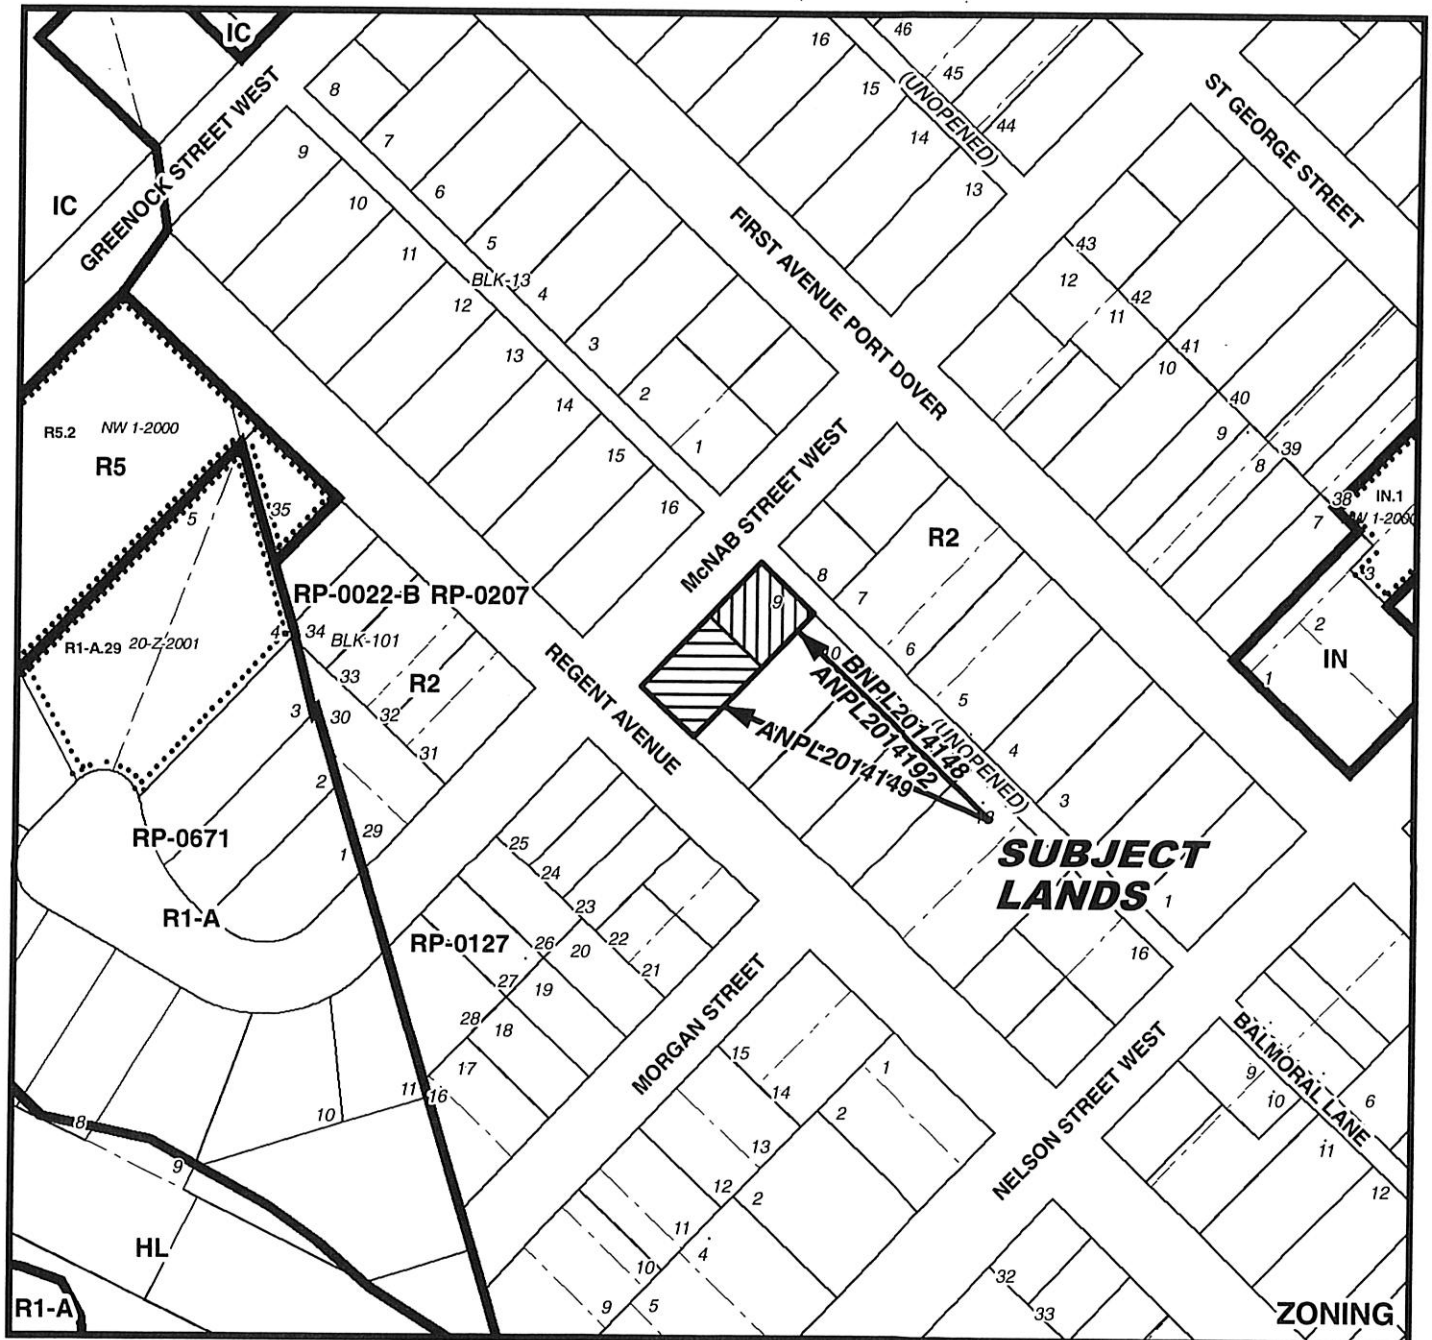 IC
46
16
45
15
(UNOPENED)
ST GEORGE STREET
8
44
14
7
9
13
GREENOCK STREET WEST
6
10
IC
5
43
11
FIRST AVENUE PORT DOVER
BLK-13
12
4
42
12
11
3
41
13
10
2
40
14
9
R5.2
NW 1-2000
1
39
R5
15
8
38
IN.1
16
McNAB STREET WEST
7
35
5
R2
3
8
RP-0022-B
RP-0207
9
7
2
4
34
BLK-101
R1-A.29
20-Z-2001
6
IN
33
REGENT AVENUE
BNPL2014148
ANPL2014192
1
R2
5
3
30
32
(UNOPENED)
31
4
ANPL2014149
2
3
29
RP-0671
25
SUBJECT
1
24
LANDS
23
1
R1-A
RP-0127
26
22
20
16
21
27
19
28
18
MORGAN STREET
NELSON STREET WEST
BALMORAL LANE
15
17
1
9
14
11
16
10
6
10
2
8
13
11
9
12
2
12
11
HL
4
10
32
R1-A
9
5
33
ZONING